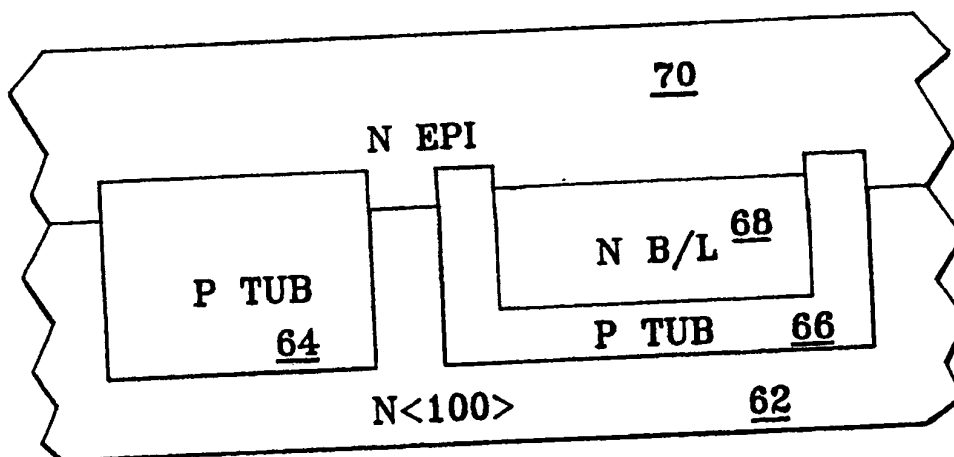 70
N EPI
N B/L 68
P TUB
64
P TUB 66
N<100> 62